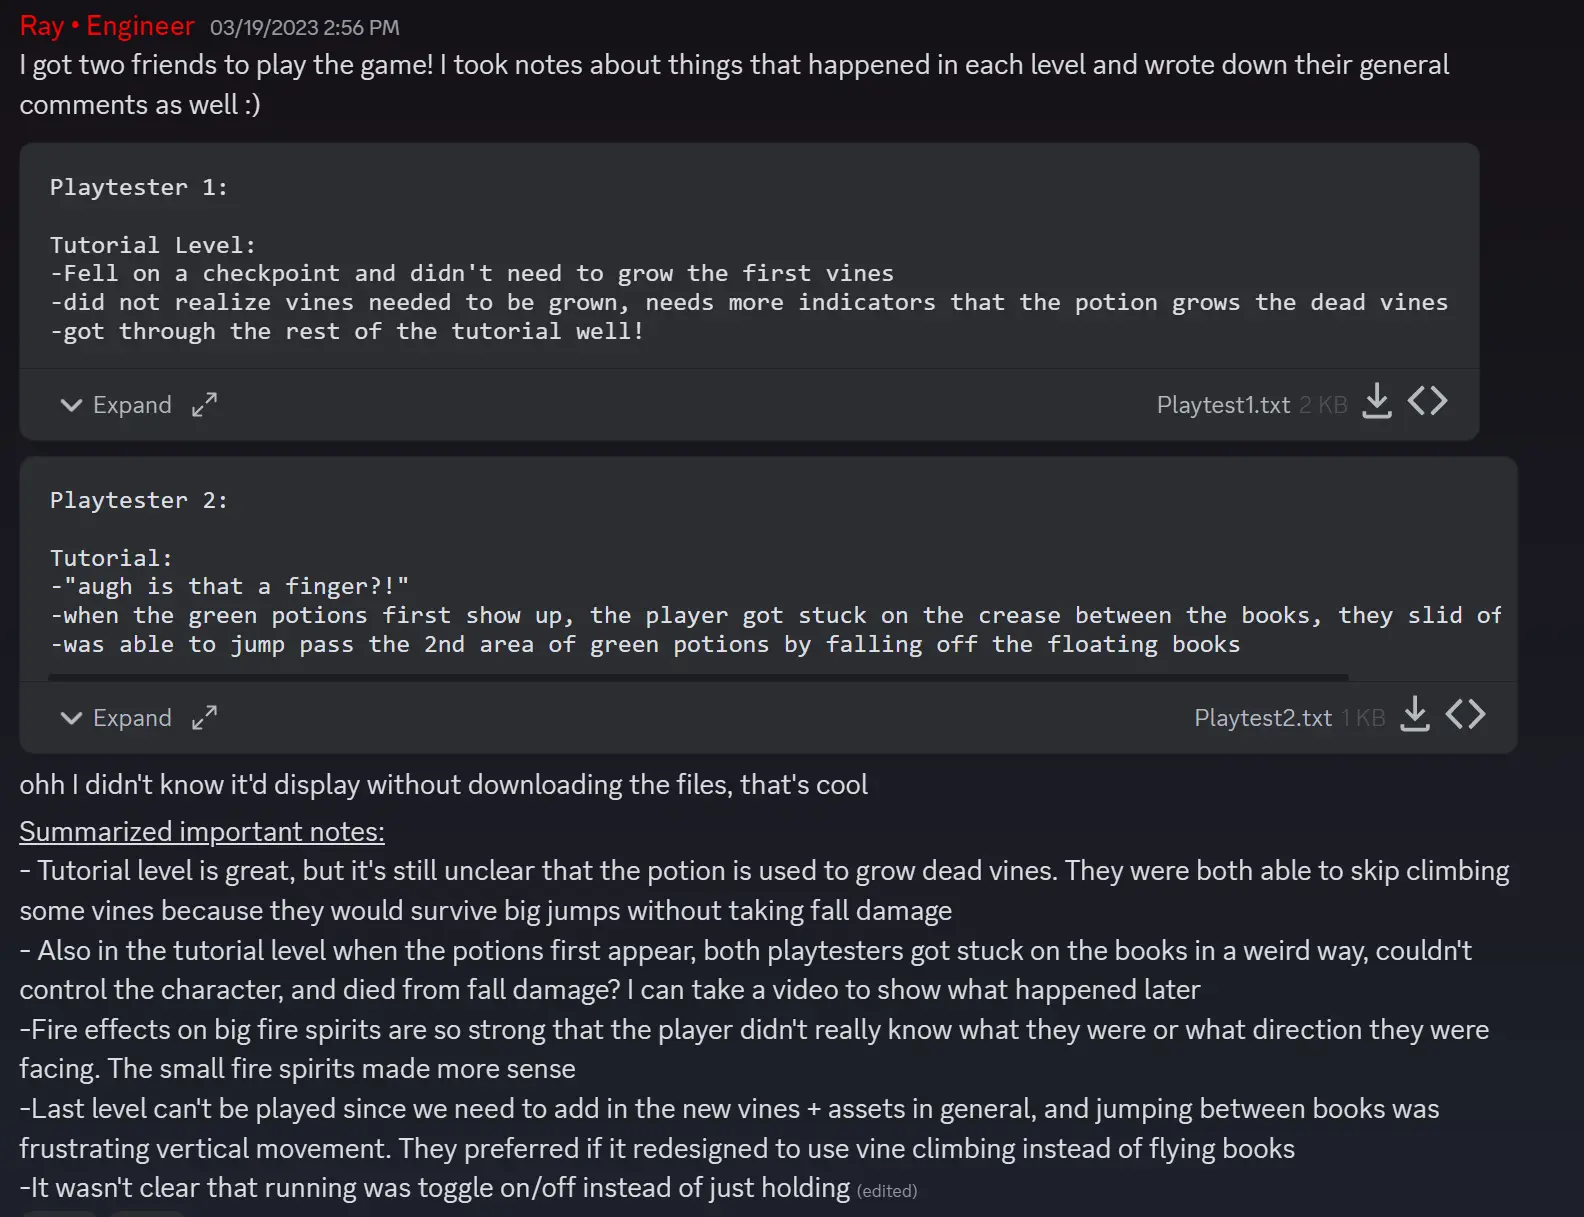 Ray • Engineer 03/19/2023 2:56 PM
I got two friends to play the game! I took notes about things that happened in each level and wrote down their general
comments as well :)
Playtester 1:
Tutorial Level:
-Fell on a checkpoint and didn't need to grow the first vines
-did not realize vines needed to be grown, needs more indicators that the potion grows the dead vines
-got through the rest of the tutorial well!
Expand Playtest1.txt 2 KB
Playtester 2:
Tutorial:
-"augh is that a finger?!"
-when the green potions first show up, the player got stuck on the crease between the books, they slid of
-was able to jump pass the 2nd area of green potions by falling off the floating books
Expand Playtest2.txt 1 KB
ohh I didn't know it'd display without downloading the files, that's cool
Summarized important notes:
- Tutorial level is great, but it's still unclear that the potion is used to grow dead vines. They were both able to skip climbing
some vines because they would survive big jumps without taking fall damage
- Also in the tutorial level when the potions first appear, both playtesters got stuck on the books in a weird way, couldn't
control the character, and died from fall damage? I can take a video to show what happened later
-Fire effects on big fire spirits are so strong that the player didn't really know what they were or what direction they were
facing. The small fire spirits made more sense
-Last level can't be played since we need to add in the new vines + assets in general, and jumping between books was
frustrating vertical movement. They preferred if it redesigned to use vine climbing instead of flying books
-It wasn't clear that running was toggle on/off instead of just holding (edited)